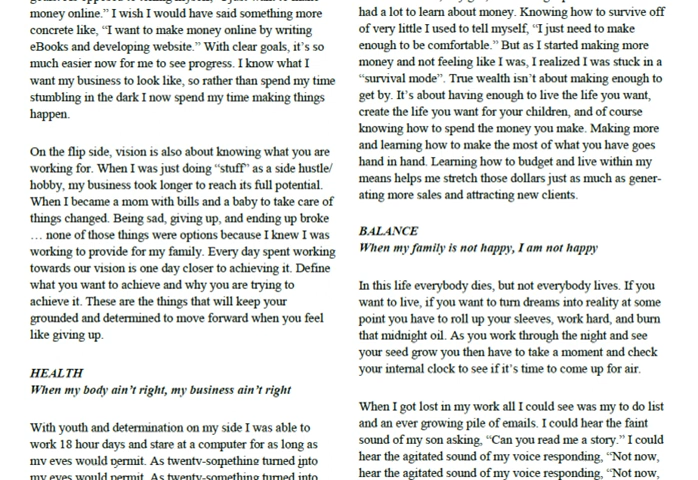 money online." I wish I would have said something more
concrete like, "I want to make money online by writing
eBooks and developing website." With clear goals, it's so
much easier now for me to see progress. I know what I
want my business to look like, so rather than spend my time
stumbling in the dark I now spend my time making things
happen.
On the flip side, vision is also about knowing what you are
working for. When I was just doing "stuff" as a side hustle/
hobby, my business took longer to reach its full potential.
When I became a mom with bills and a baby to take care of
things changed. Being sad, giving up, and ending up broke
… none of those things were options because I knew I was
working to provide for my family. Every day spent working
towards our vision is one day closer to achieving it. Define
what you want to achieve and why you are trying to
achieve it. These are the things that will keep your
grounded and determined to move forward when you feel
like giving up.
HEALTH
When my body ain't right, my business ain't right
With youth and determination on my side I was able to
work 18 hour days and stare at a computer for as long as
my eyes would permit. As twenty-something turned into
my eyes would permit. As twenty-something turned into
had a lot to learn about money. Knowing how to survive off
of very little I used to tell myself, "I just need to make
enough to be comfortable." But as I started making more
money and not feeling like I was, I realized I was stuck in a
"survival mode". True wealth isn't about making enough to
get by. It's about having enough to live the life you want,
create the life you want for your children, and of course
knowing how to spend the money you make. Making more
and learning how to make the most of what you have goes
hand in hand. Learning how to budget and live within my
means helps me stretch those dollars just as much as gener-
ating more sales and attracting new clients.
BALANCE
When my family is not happy, I am not happy
In this life everybody dies, but not everybody lives. If you
want to live, if you want to turn dreams into reality at some
point you have to roll up your sleeves, work hard, and burn
that midnight oil. As you work through the night and see
your seed grow you then have to take a moment and check
your internal clock to see if it's time to come up for air.
When I got lost in my work all I could see was my to do list
and an ever growing pile of emails. I could hear the faint
sound of my son asking, "Can you read me a story." I could
hear the agitated sound of my voice responding, "Not now,
hear the agitated sound of my voice responding, "Not now,